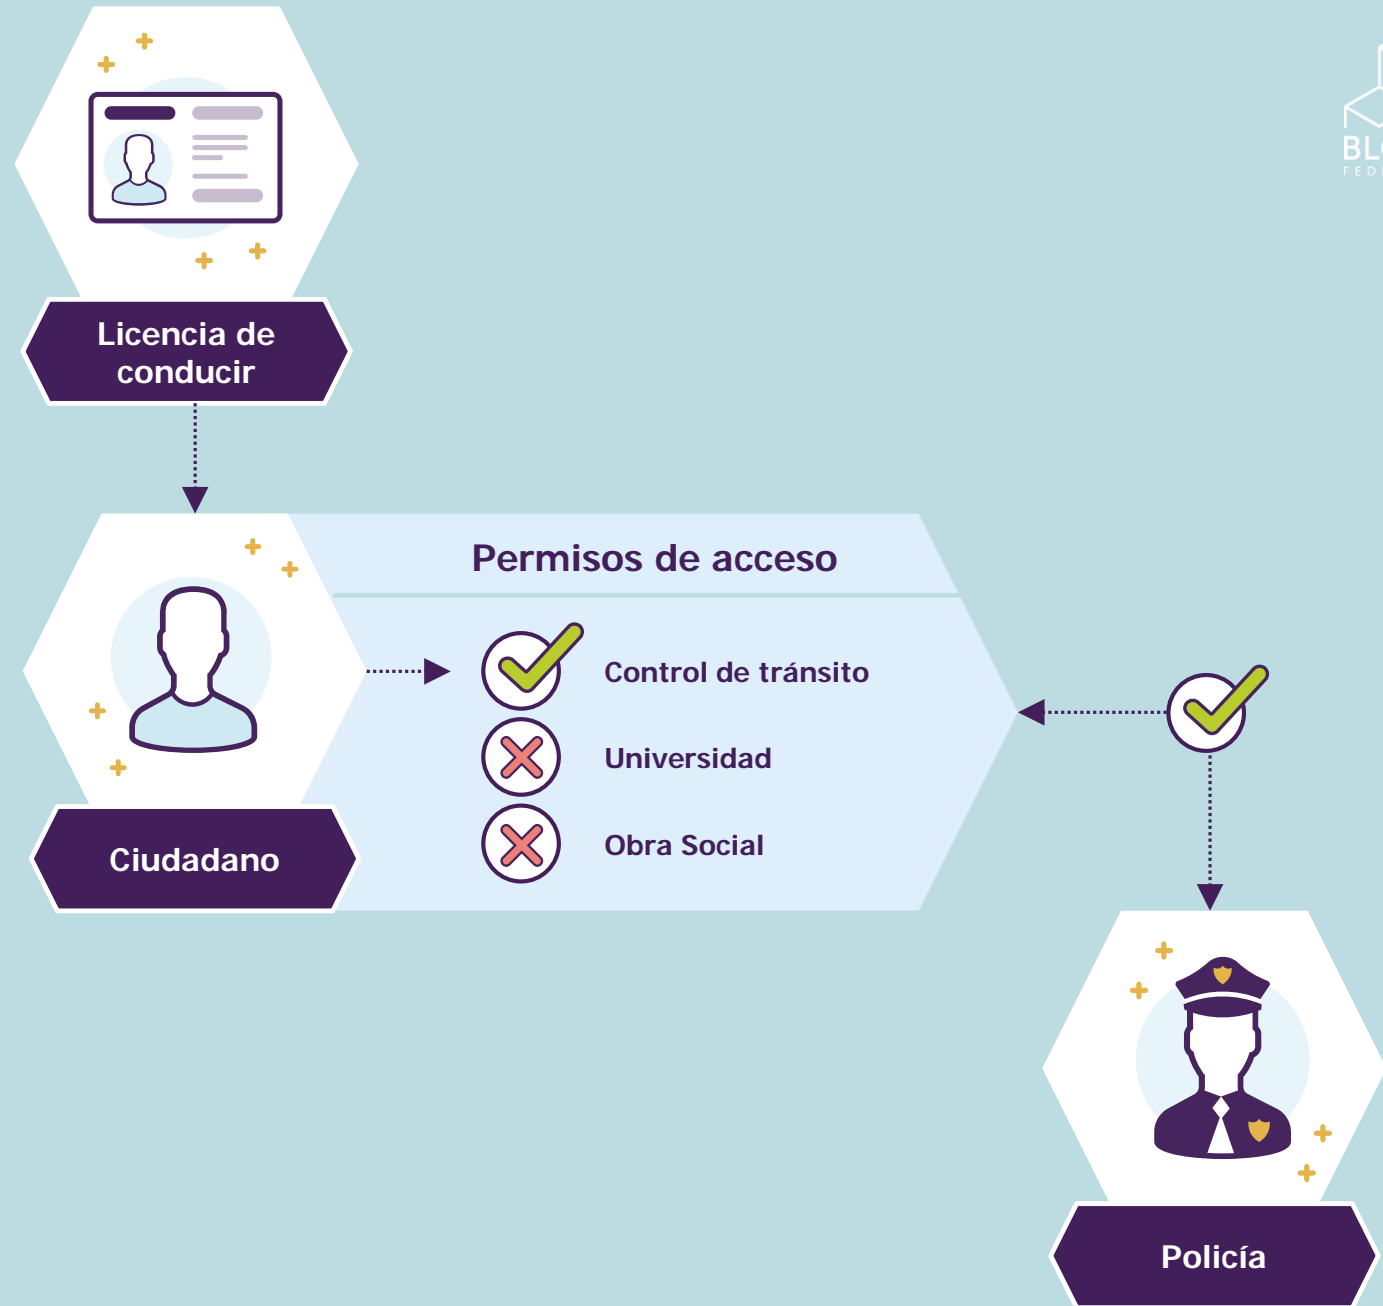 Licencia de
conducir
Permisos de acceso
Control de tránsito
Universidad
Obra Social
Ciudadano
Policía